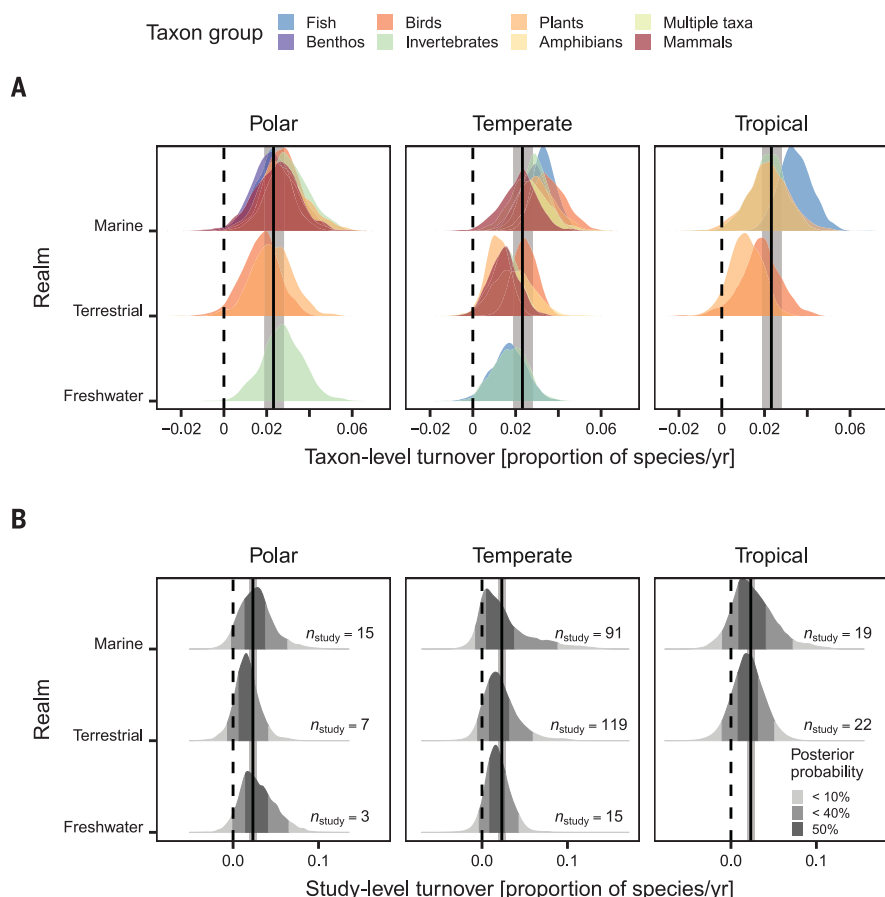 Taxon group
Fish Birds Plants Multiple taxa
Benthos Invertebrates Amphibians Mammals
A
Polar Temperate Tropical
Realm
Marine
Terrestrial
Freshwater
−0.02 0 0.02 0.06 −0.02 0 0.02 0.06 −0.02 0 0.02 0.06
Taxon-level turnover [proportion of species/yr]
B
Polar Temperate Tropical
Realm
Marine
nstudy = 15 nstudy = 91 nstudy = 19
Terrestrial
nstudy = 7 nstudy = 119 nstudy = 22
Freshwater
nstudy = 3 nstudy = 15
Posterior
probability
< 10%
< 40%
50%
0.0 0.1 0.0 0.1 0.0 0.1
Study-level turnover [proportion of species/yr]